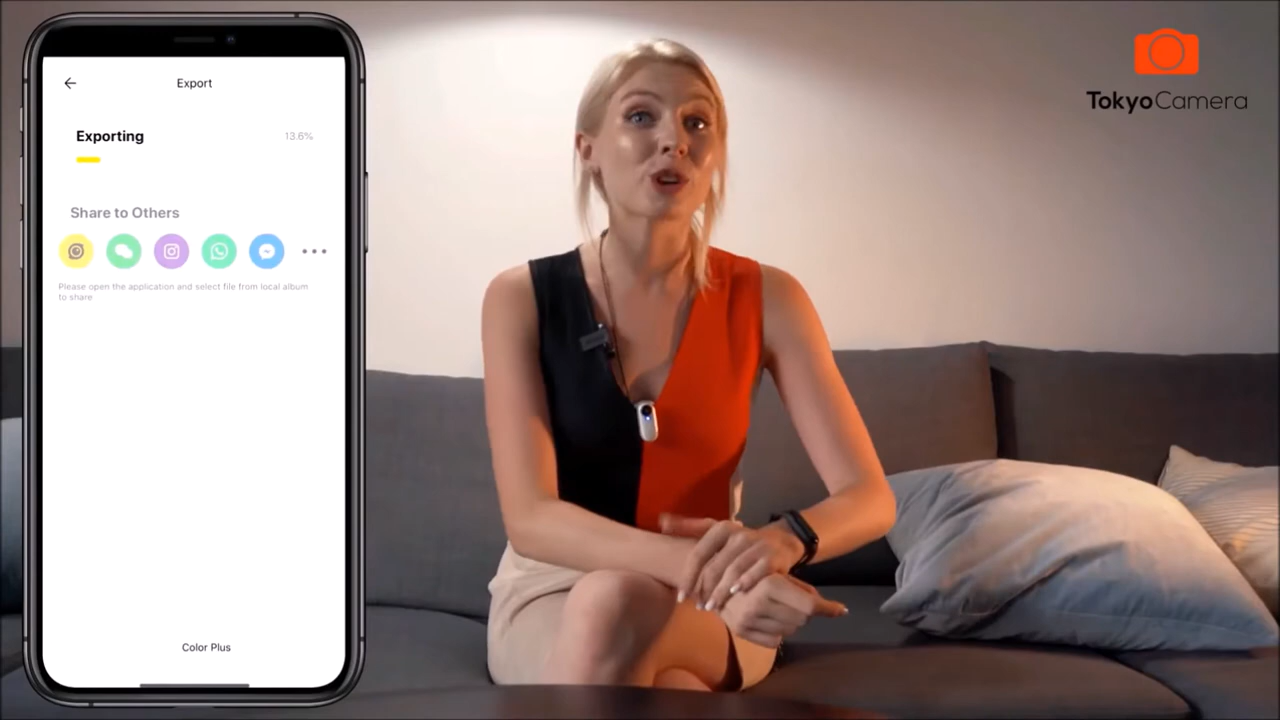 Export
Exporting
13.6%
Share to Others
Please open the application and select file from local album
to share
Color Plus
TokyoCamera